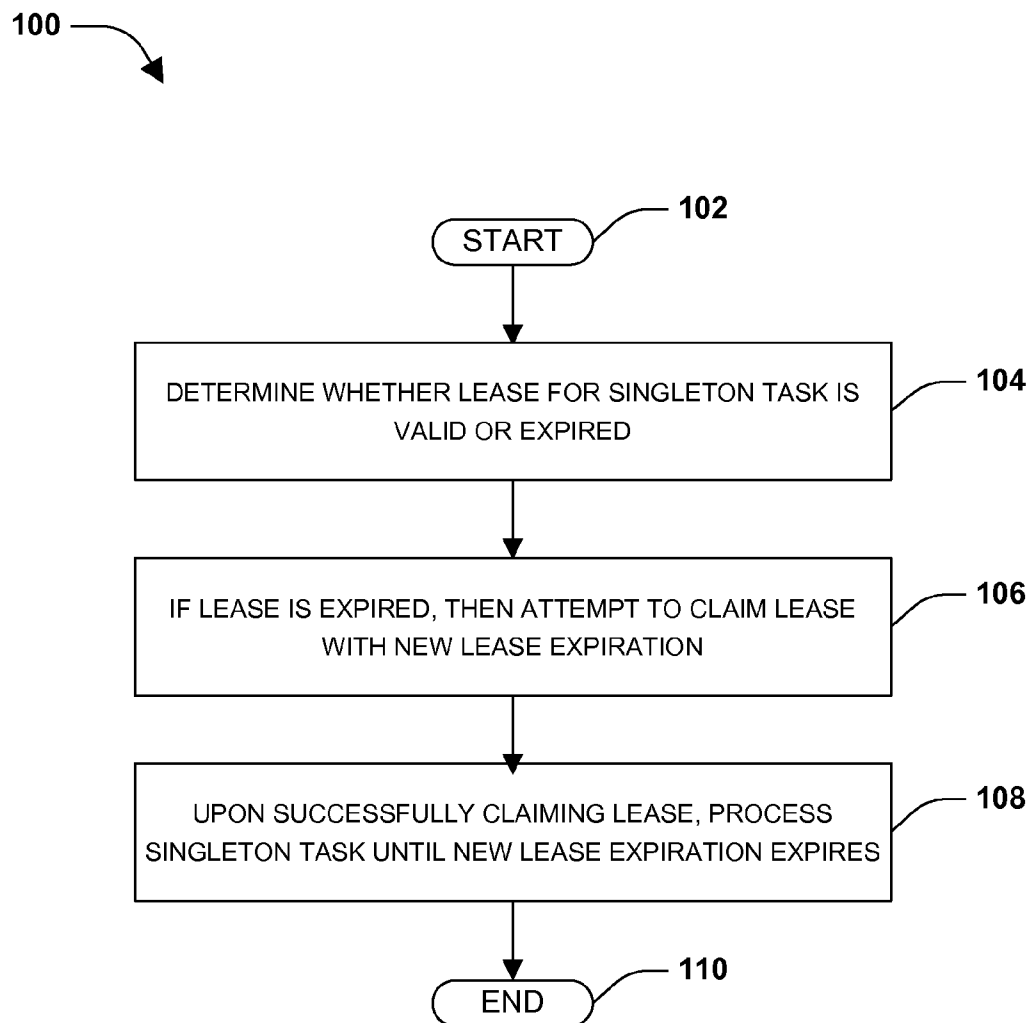 100
102
START
DETERMINE WHETHER LEASE FOR SINGLETON TASK IS
VALID OR EXPIRED
104
IF LEASE IS EXPIRED, THEN ATTEMPT TO CLAIM LEASE
WITH NEW LEASE EXPIRATION
106
UPON SUCCESSFULLY CLAIMING LEASE, PROCESS
SINGLETON TASK UNTIL NEW LEASE EXPIRATION EXPIRES
108
110
END